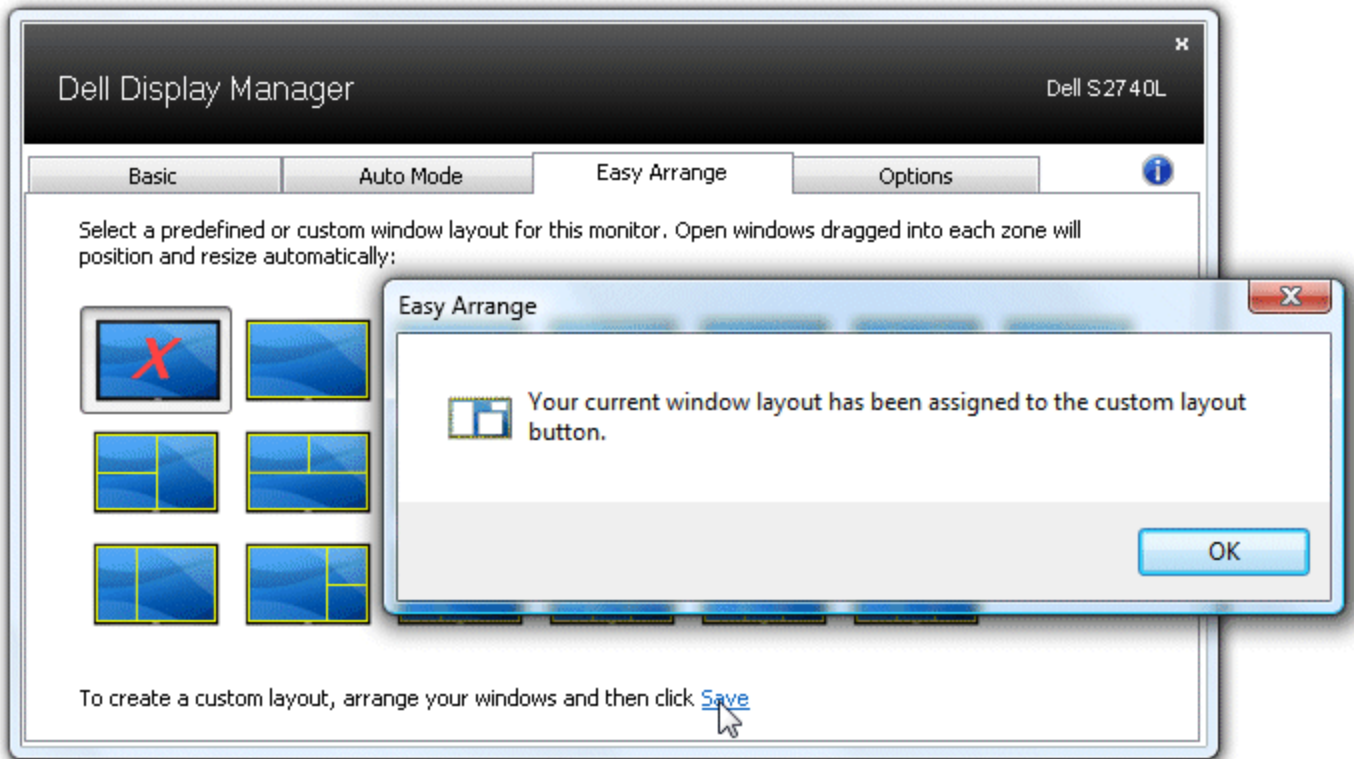 Dell Display Manager
Dell S2740L
Basic
Auto Mode
Easy Arrange
Options
Select a predefined or custom window layout for this monitor. Open windows dragged into each zone will
position and resize automatically:
Easy Arrange
Your current window layout has been assigned to the custom layout
button.
OK
To create a custom layout, arrange your windows and then click Save